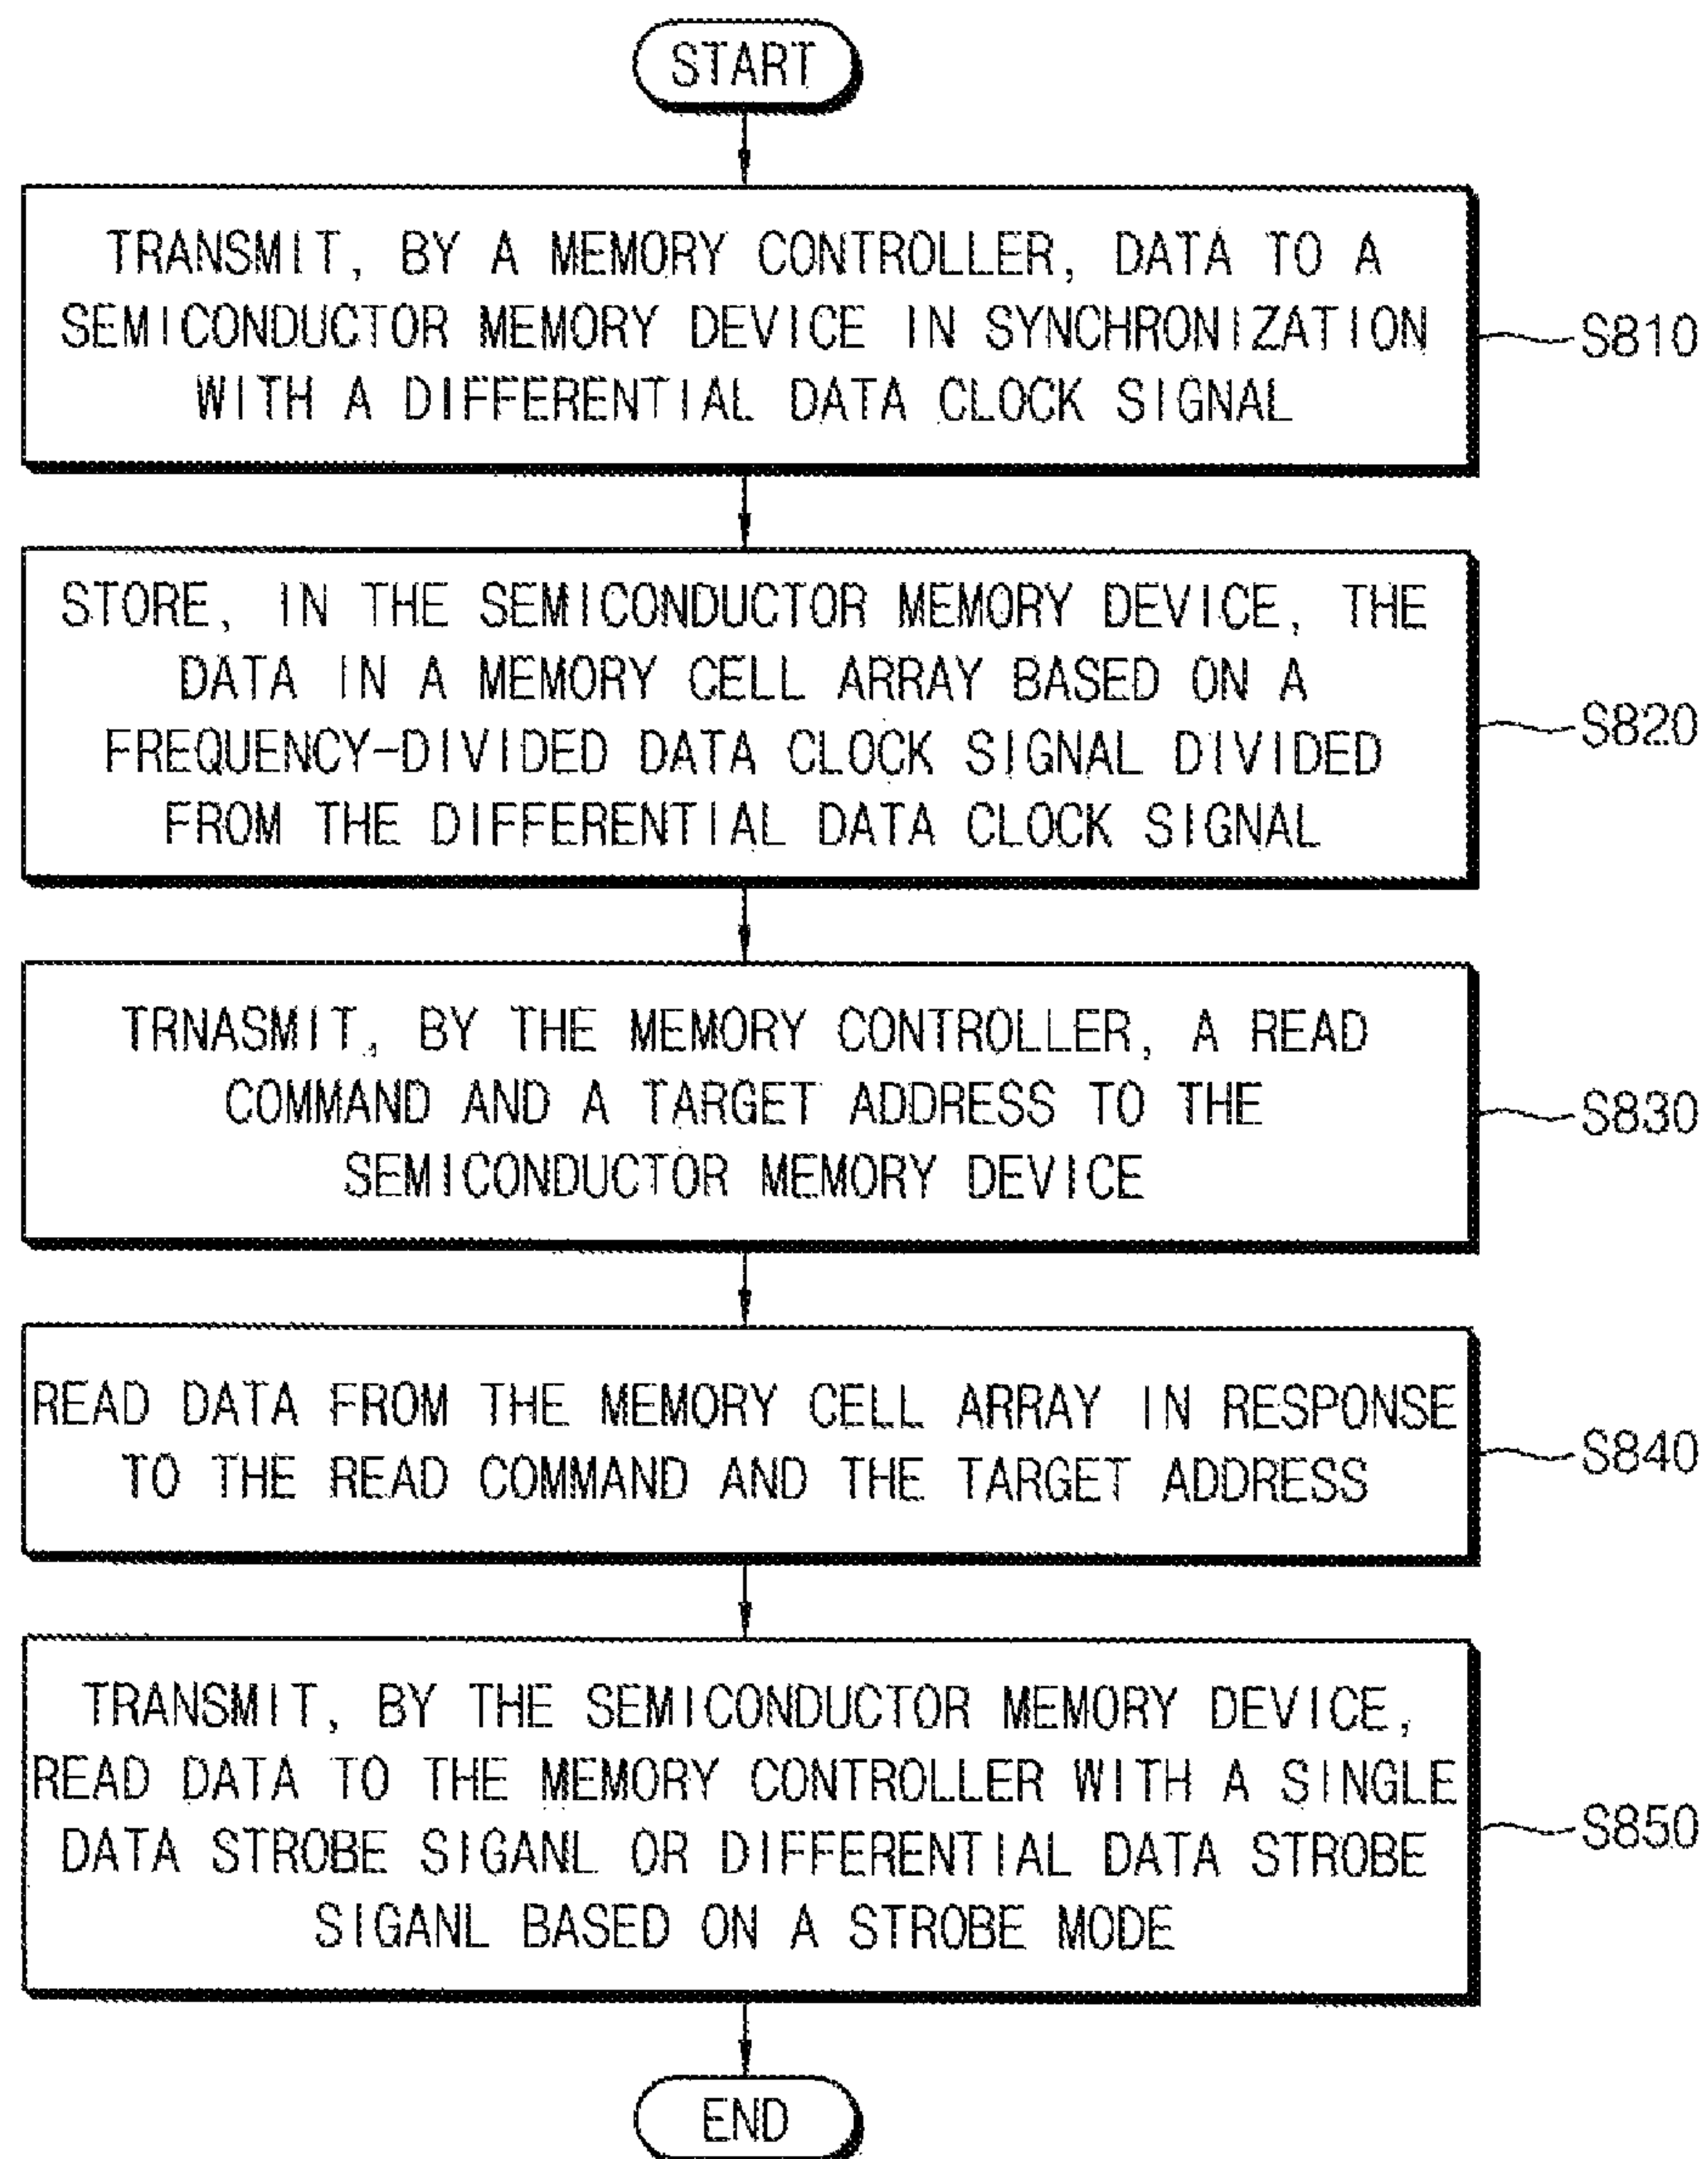 START
TRANSMIT, BY A MEMORY CONTROLLER, DATA TO A
SEMICONDUCTOR MEMORY DEVICE IN SYNCHRONIZATION
WITH A DIFFERENTIAL DATA CLOCK SIGNAL
S810
STORE, IN THE SEMICONDUCTOR MEMORY DEVICE, THE
DATA IN A MEMORY CELL ARRAY BASED ON A
FREQUENCY-DIVIDED DATA CLOCK SIGNAL DIVIDED
FROM THE DIFFERENTIAL DATA CLOCK SIGNAL
S820
TRNASMIT, BY THE MEMORY CONTROLLER, A READ
COMMAND AND A TARGET ADDRESS TO THE
SEMICONDUCTOR MEMORY DEVICE
S830
READ DATA FROM THE MEMORY CELL ARRAY IN RESPONSE
TO THE READ COMMAND AND THE TARGET ADDRESS
S840
TRANSMIT, BY THE SEMICONDUCTOR MEMORY DEVICE,
READ DATA TO THE MEMORY CONTROLLER WITH A SINGLE
DATA STROBE SIGANL OR DIFFERENTIAL DATA STROBE
SIGANL BASED ON A STROBE MODE
S850
END